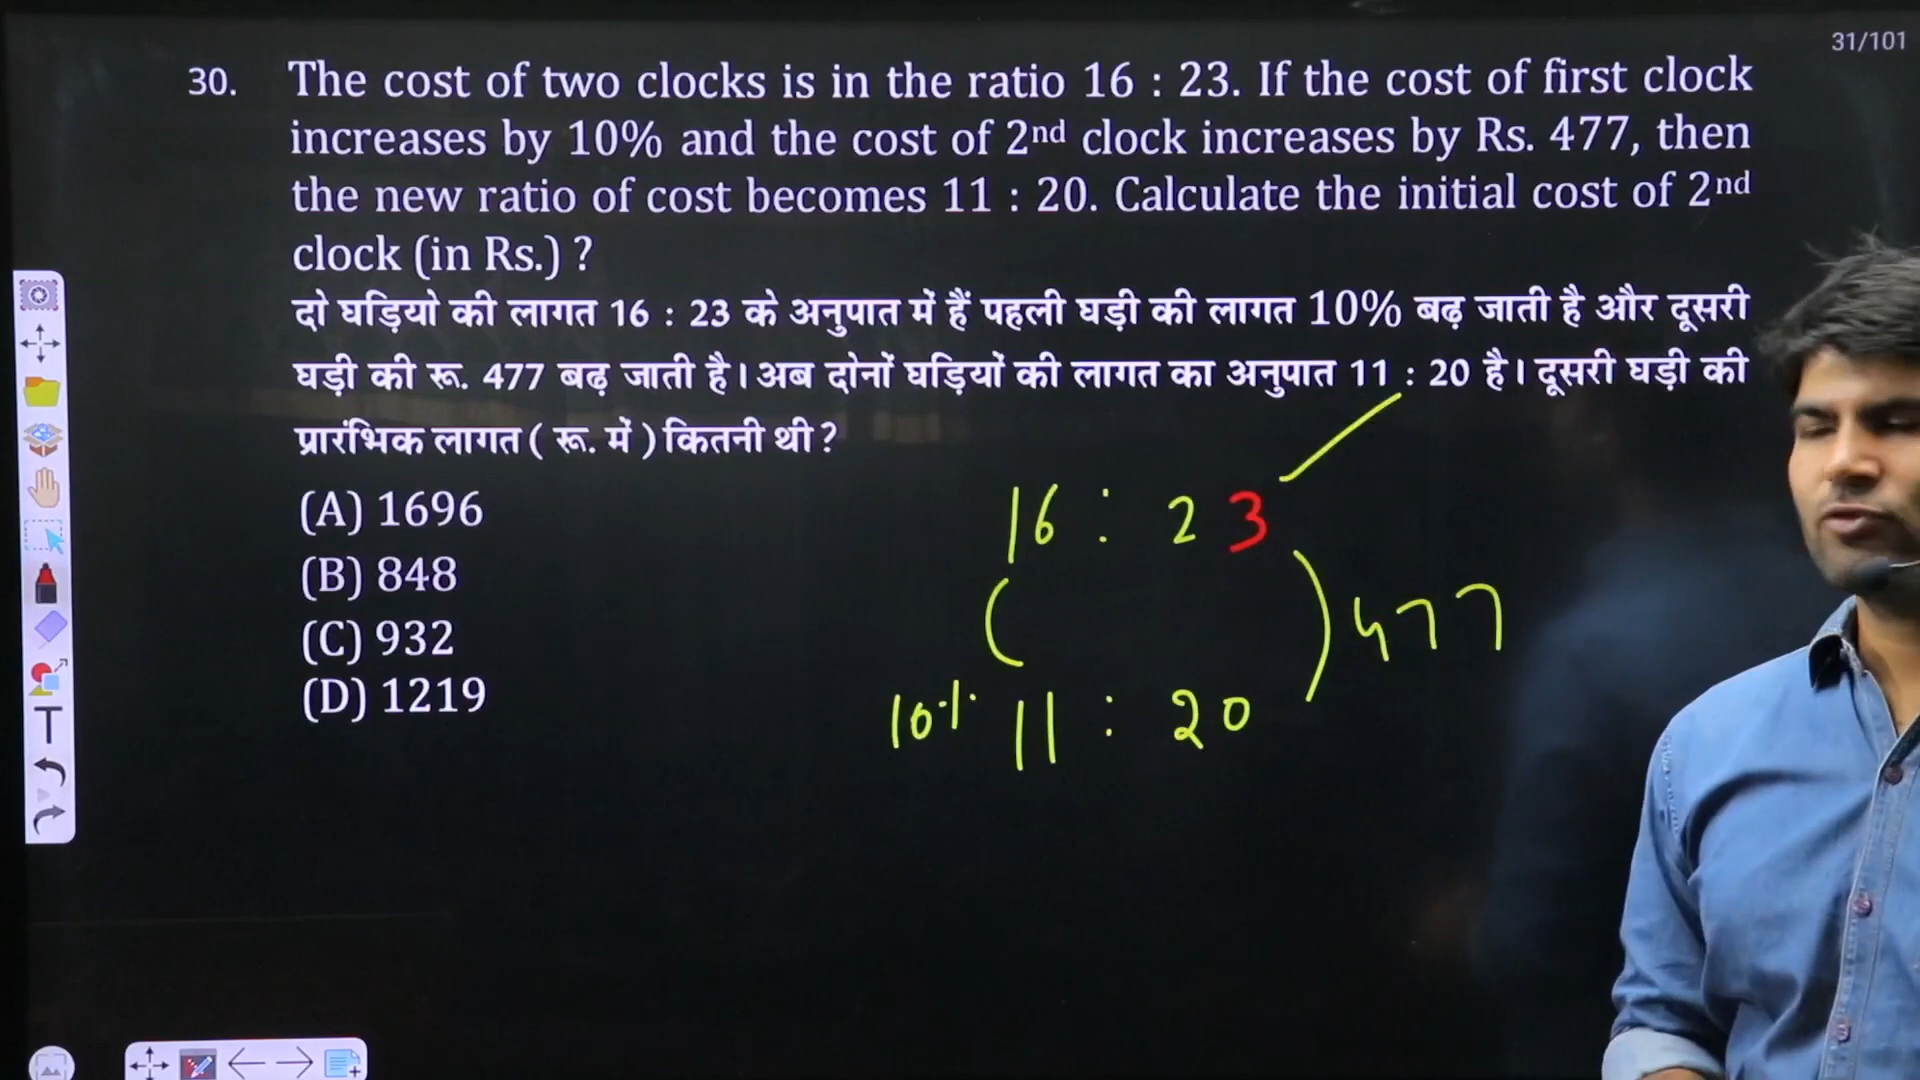 31/101
30. The cost of two clocks is in the ratio 16 : 23. If the cost of first clock
increases by 10% and the cost of 2nd clock increases by Rs. 477, then
the new ratio of cost becomes 11 : 20. Calculate the initial cost of 2nd
clock (in Rs.) ?
दो घड़ियो की लागत 16 : 23 के अनुपात में हैं पहली घड़ी की लागत 10% बढ़ जाती है और दूसरी
घड़ी की रू. 477 बढ़ जाती है। अब दोनों घड़ियों की लागत का अनुपात 11 : 20 है। दूसरी घड़ी की
प्रारंभिक लागत ( रू. में ) कितनी थी ?
(A) 1696
(B) 848
(C) 932
(D) 1219
16 : 23
477
10% 11 : 20
T